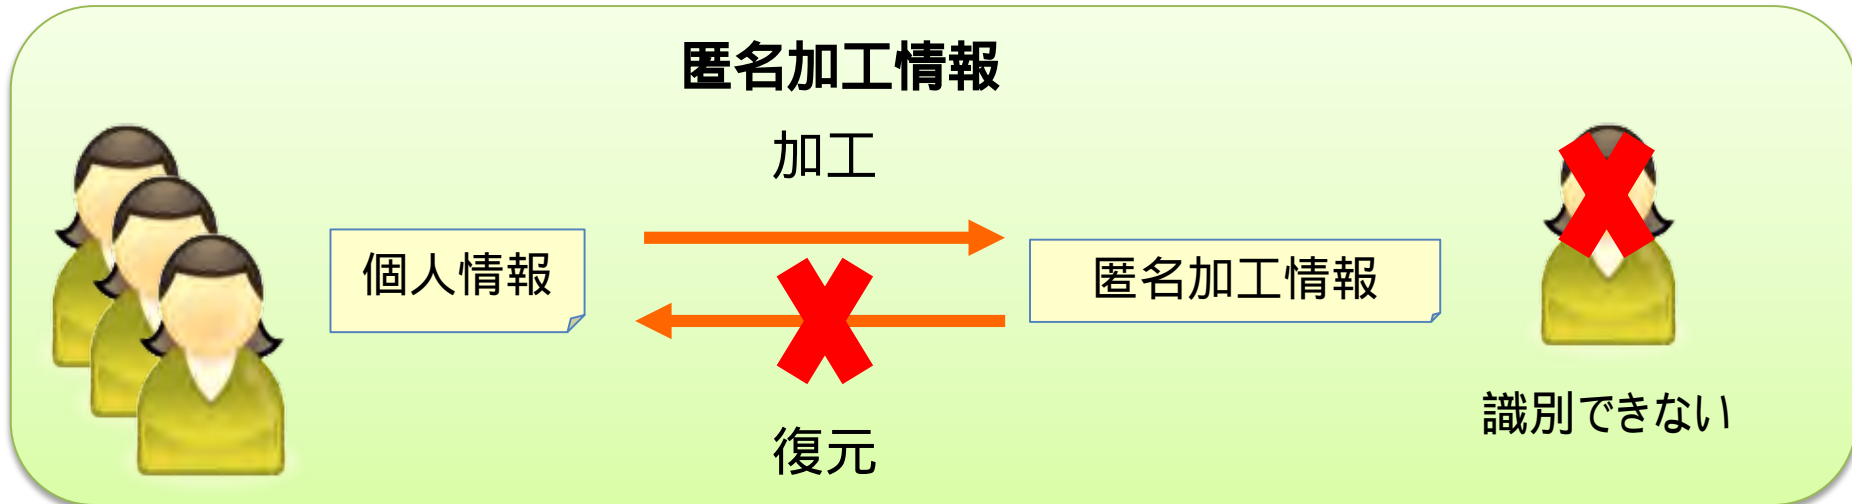 匿名加工情報
加工
個人情報
匿名加工情報
復元
識別できない